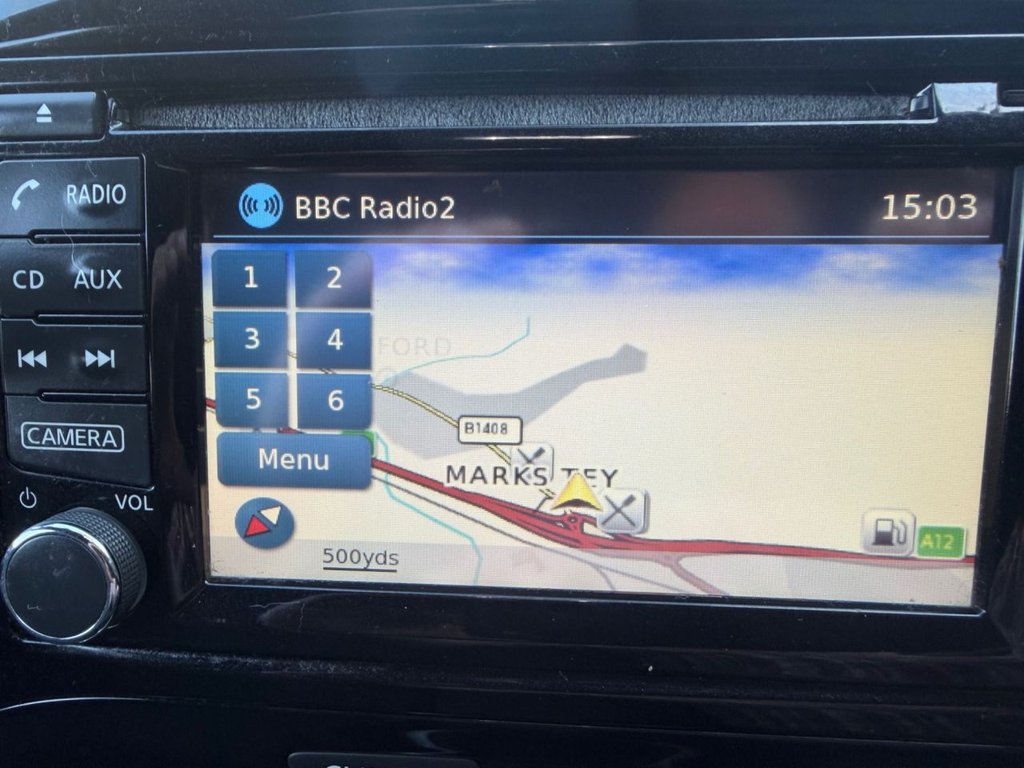 BBC Radio2
15:03
RADIO
CD AUX
CAMERA
VOL
1 2
3 4
5 6
Menu
FORD
B1408
MARKS TEY
A12
500yds